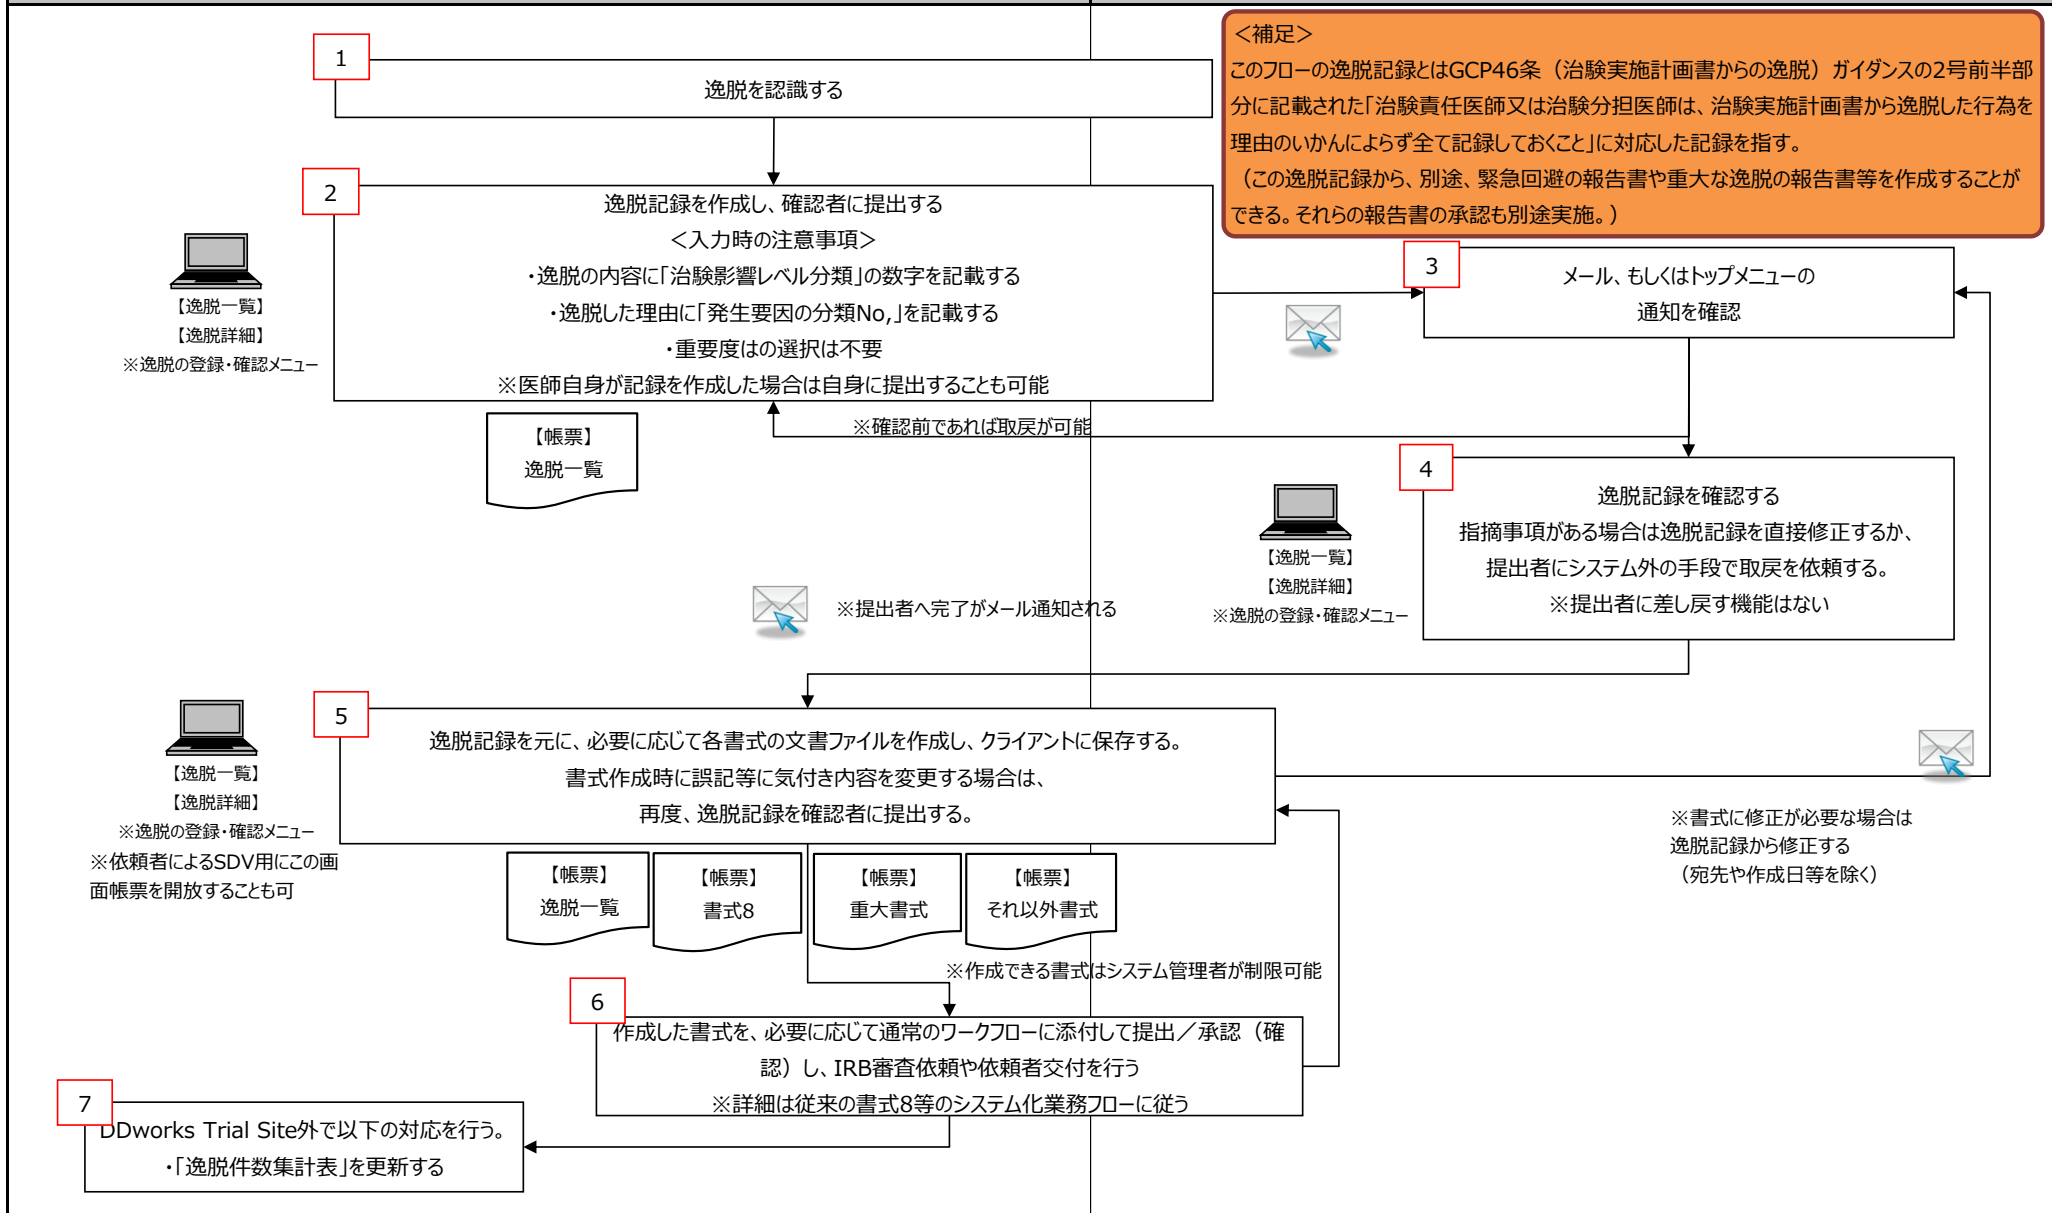 <補足>
このフローの逸脱記録とはGCP46条（治験実施計画書からの逸脱）ガイダンスの2号前半部
分に記載された「治験責任医師又は治験分担医師は、治験実施計画書から逸脱した行為を
理由のいかんによらず全て記録しておくこと」に対応した記録を指す。
（この逸脱記録から、別途、緊急回避の報告書や重大な逸脱の報告書等を作成することが
できる。それらの報告書の承認も別途実施。）
1
逸脱を認識する
2
逸脱記録を作成し、確認者に提出する
＜入力時の注意事項＞
・逸脱の内容に「治験影響レベル分類」の数字を記載する
・逸脱した理由に「発生要因の分類No,」を記載する
・重要度はの選択は不要
※医師自身が記録を作成した場合は自身に提出することも可能
【逸脱一覧】
【逸脱詳細】
※逸脱の登録・確認メニュー
3
メール、もしくはトップメニューの
通知を確認
※確認前であれば取戻が可能
【帳票】
逸脱一覧
4
逸脱記録を確認する
指摘事項がある場合は逸脱記録を直接修正するか、
提出者にシステム外の手段で取戻を依頼する。
※提出者に差し戻す機能はない
【逸脱一覧】
【逸脱詳細】
※逸脱の登録・確認メニュー
※提出者へ完了がメール通知される
5
逸脱記録を元に、必要に応じて各書式の文書ファイルを作成し、クライアントに保存する。
書式作成時に誤記等に気付き内容を変更する場合は、
再度、逸脱記録を確認者に提出する。
【逸脱一覧】
【逸脱詳細】
※逸脱の登録・確認メニュー
※依頼者によるSDV用にこの画
面帳票を開放することも可
※書式に修正が必要な場合は
逸脱記録から修正する
（宛先や作成日等を除く）
【帳票】
逸脱一覧
【帳票】
書式8
【帳票】
重大書式
【帳票】
それ以外書式
※作成できる書式はシステム管理者が制限可能
6
作成した書式を、必要に応じて通常のワークフローに添付して提出／承認（確
認）し、IRB審査依頼や依頼者交付を行う
※詳細は従来の書式8等のシステム化業務フローに従う
7
DDworks Trial Site外で以下の対応を行う。
・「逸脱件数集計表」を更新する